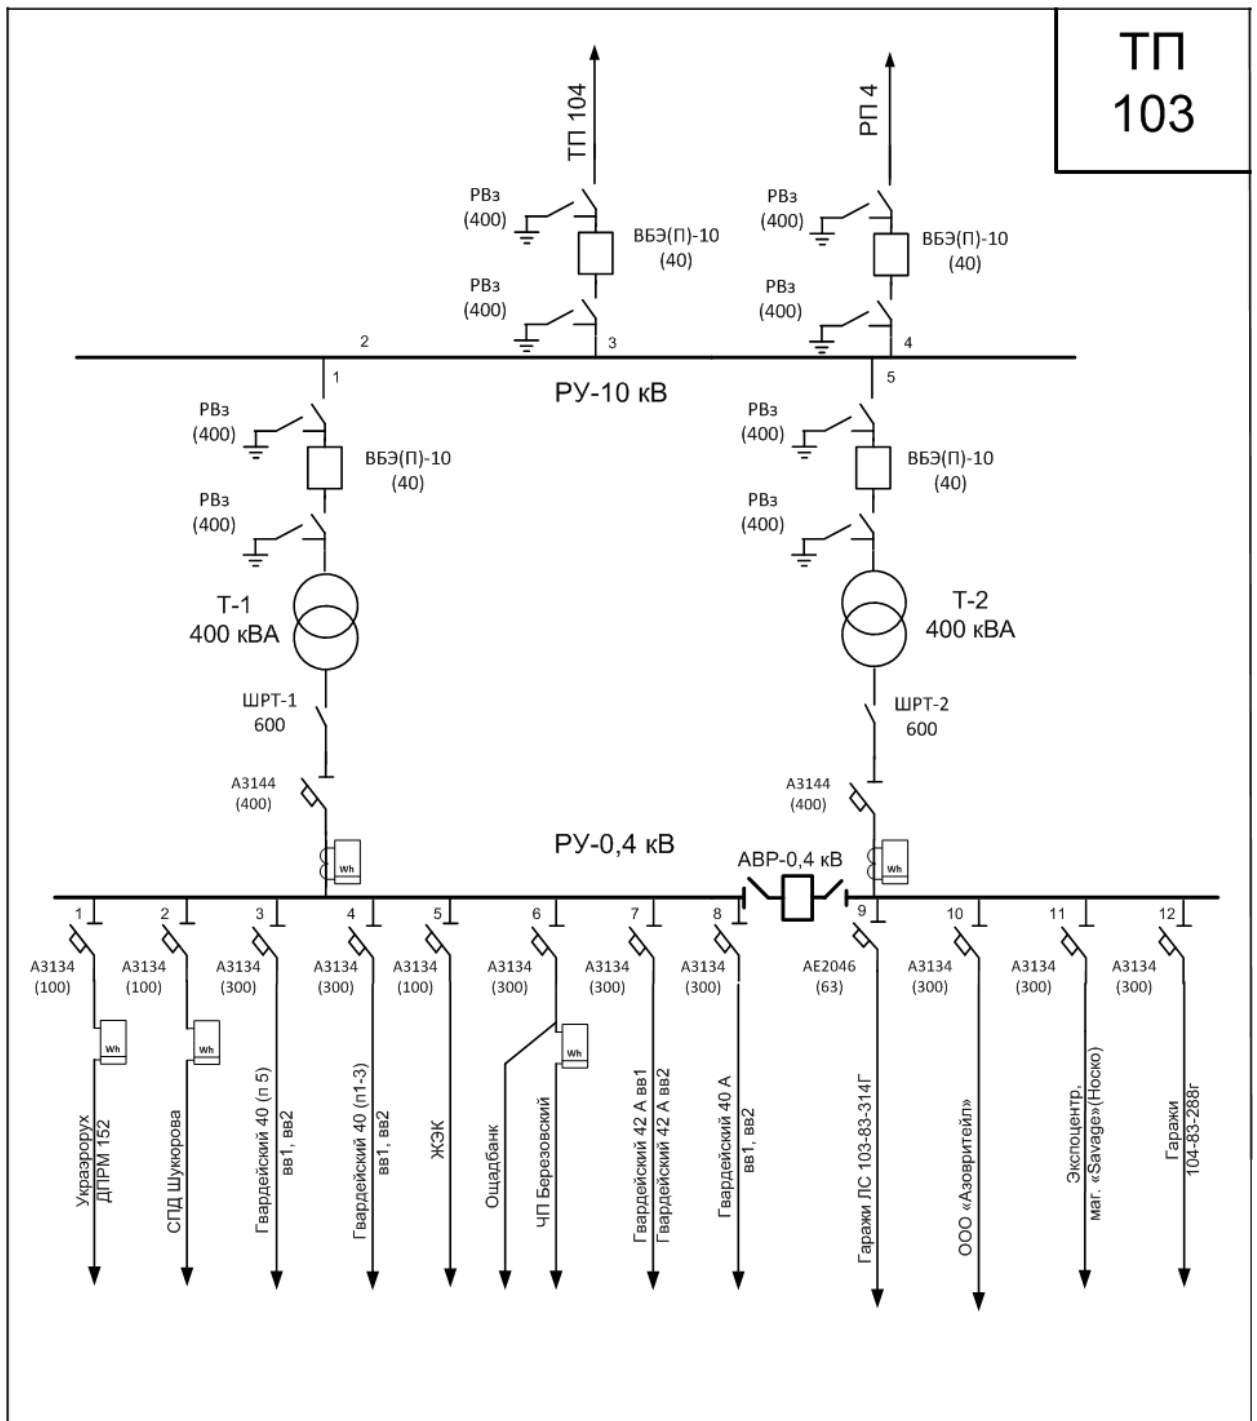 ТП
103
ТП 104
РП 4
РВз
(400)
ВБЭ(П)-10
(40)
РВз
(400)
РВз
(400)
ВБЭ(П)-10
(40)
РВз
(400)
2
3
4
РУ-10 кВ
1
5
РВз
(400)
ВБЭ(П)-10
(40)
РВз
(400)
РВз
(400)
ВБЭ(П)-10
(40)
РВз
(400)
Т-1
400 кВА
Т-2
400 кВА
ШРТ-1
600
ШРТ-2
600
А3144
(400)
А3144
(400)
РУ-0,4 кВ
АВР-0,4 кВ
Wh
Wh
1
2
3
4
5
6
7
8
9
10
11
12
А3134
(100)
А3134
(100)
А3134
(300)
А3134
(300)
А3134
(100)
А3134
(300)
А3134
(300)
А3134
(300)
АЕ2046
(63)
А3134
(300)
А3134
(300)
А3134
(300)
Wh
Wh
Wh
Украэрорух
ДПРМ 152
СПД Шукюрова
Гвардейский 40 (п 5)
вв1, вв2
Гвардейский 40 (п1-3)
вв1, вв2
ЖЭК
Ощадбанк
ЧП Березовский
Гвардейский 42 А вв1
Гвардейский 42 А вв2
Гвардейский 40 А
вв1, вв2
Гаражи ЛС 103-83-314Г
ООО «Азовритейл»
Экспоцентр,
маг. «Savage»(Носко)
Гаражи
104-83-288г